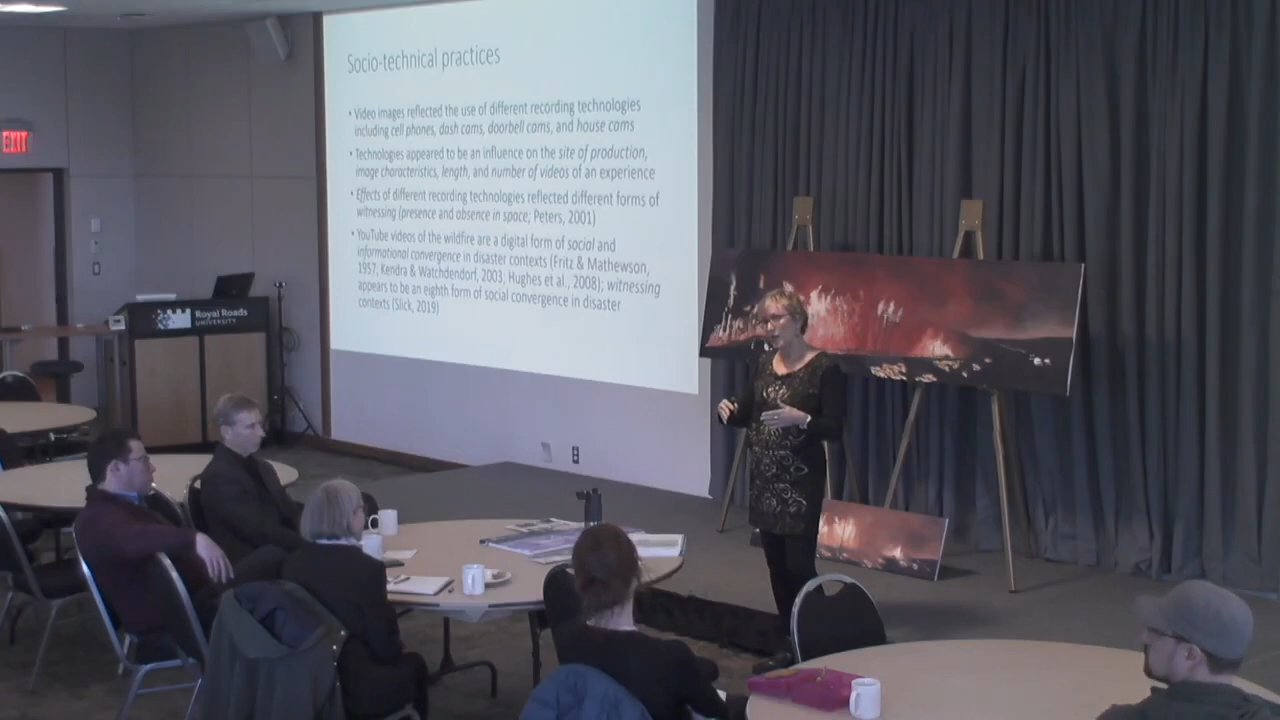 Socio-technical practices
• Video images reflected the use of different recording technologies
including cell phones, dash cams, doorbell cams, and house cams
• Technologies appeared to be an influence on the site of production,
image characteristics, length, and number of videos of an experience
• Effects of different recording technologies reflected different forms of
witnessing (presence and absence in space; Peters, 2001)
• YouTube videos of the wildfire are a digital form of social and
informational convergence in disaster contexts (Fritz & Mathewson,
1957; Kendra & Watchdendorf, 2003; Hughes et al., 2008); witnessing
appears to be an eighth form of social convergence in disaster
contexts (Slick, 2019)
EXIT
Royal Roads
UNIVERSITY